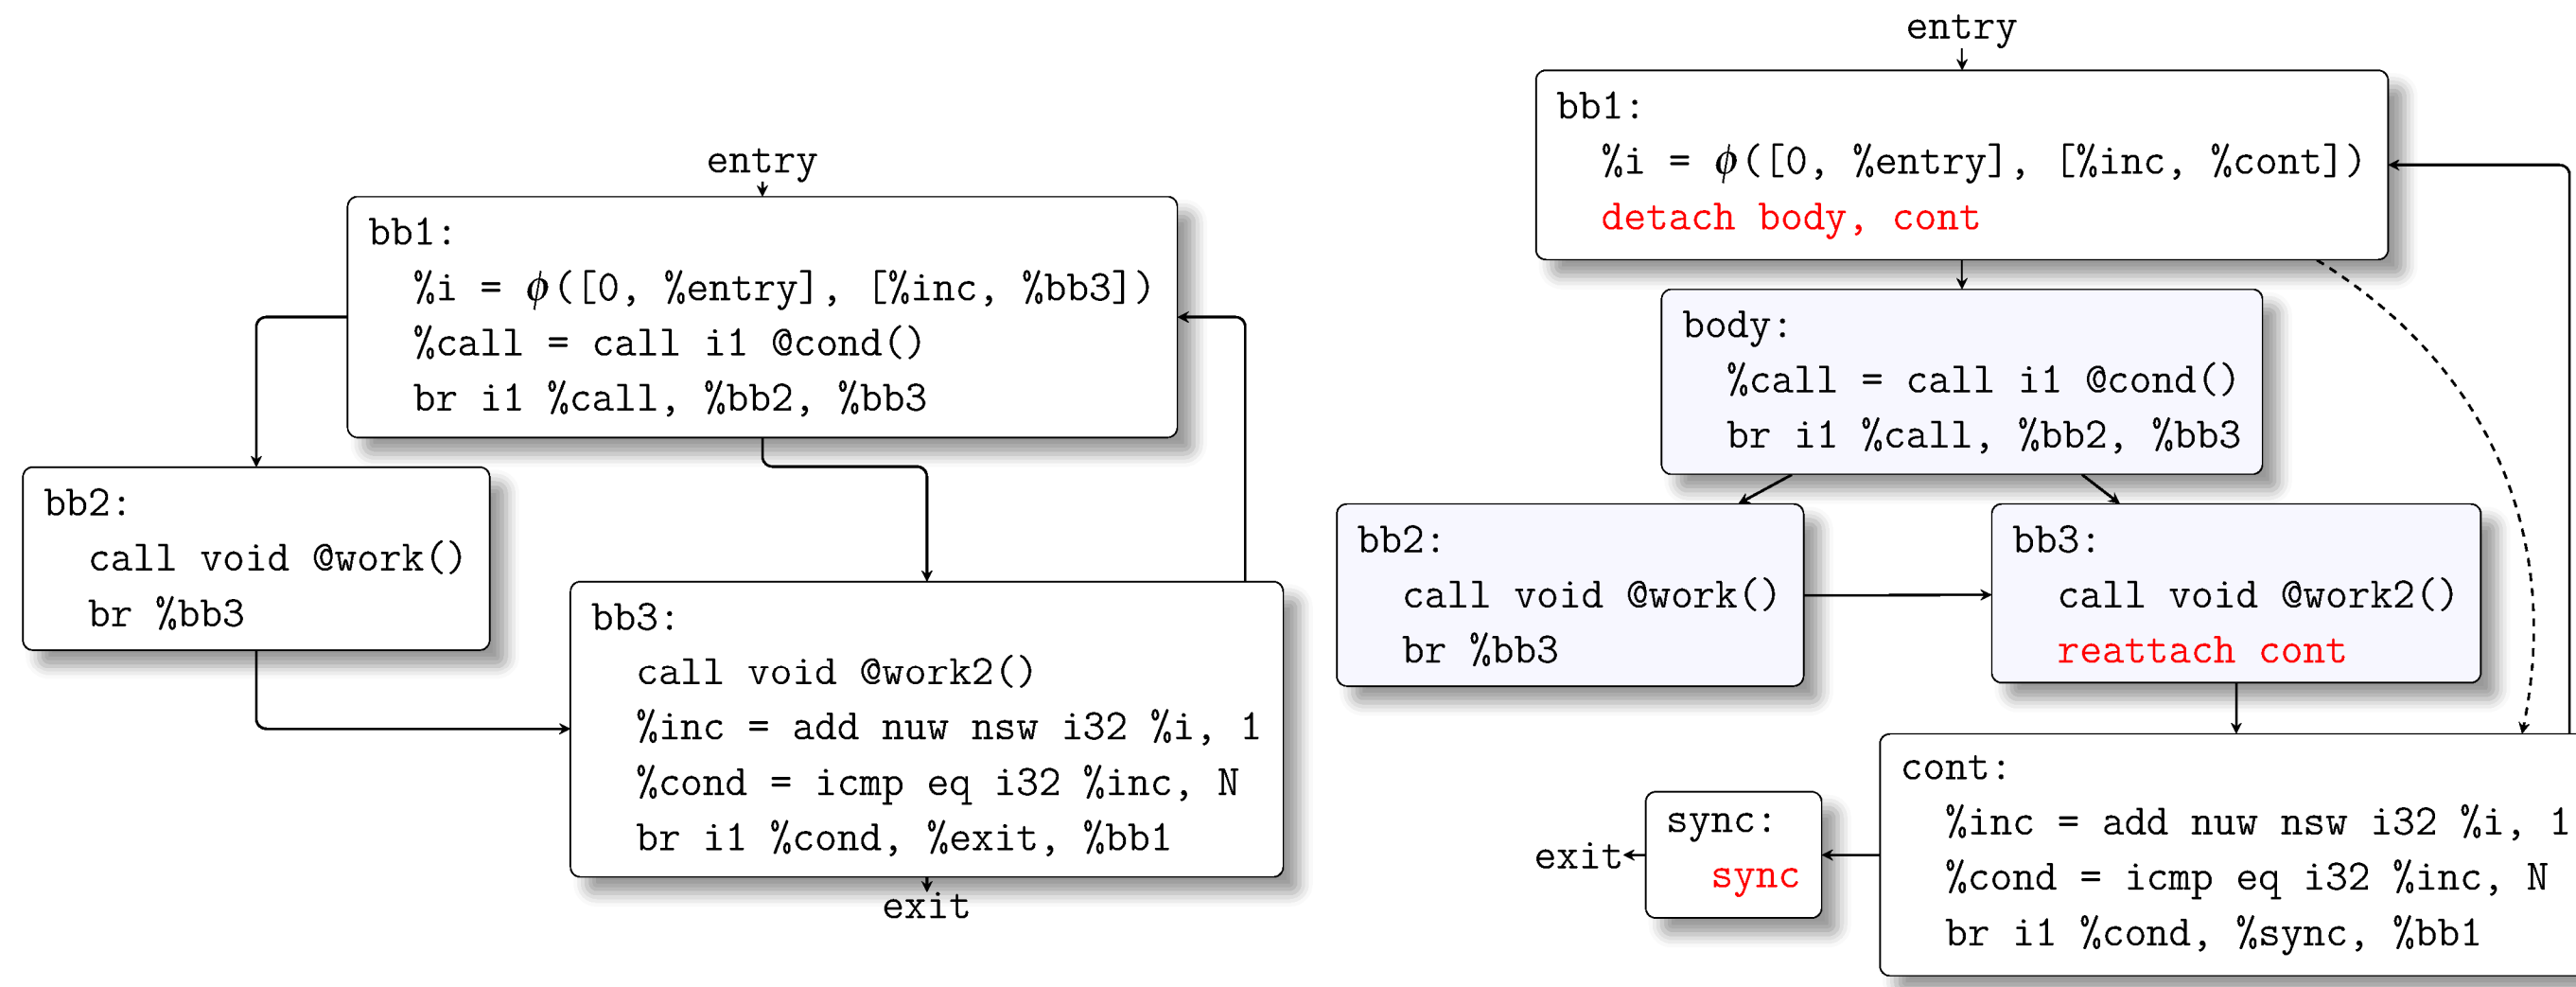 entry
bb1:
%i = ϕ([0, %entry], [%inc, %bb3])
%call = call i1 @cond()
br i1 %call, %bb2, %bb3
bb2:
call void @work()
br %bb3
bb3:
call void @work2()
%inc = add nuw nsw i32 %i, 1
%cond = icmp eq i32 %inc, N
br i1 %cond, %exit, %bb1
exit
entry
bb1:
%i = ϕ([0, %entry], [%inc, %cont])
detach body, cont
body:
%call = call i1 @cond()
br i1 %call, %bb2, %bb3
bb2:
call void @work()
br %bb3
bb3:
call void @work2()
reattach cont
cont:
%inc = add nuw nsw i32 %i, 1
%cond = icmp eq i32 %inc, N
br i1 %cond, %sync, %bb1
sync:
sync
exit